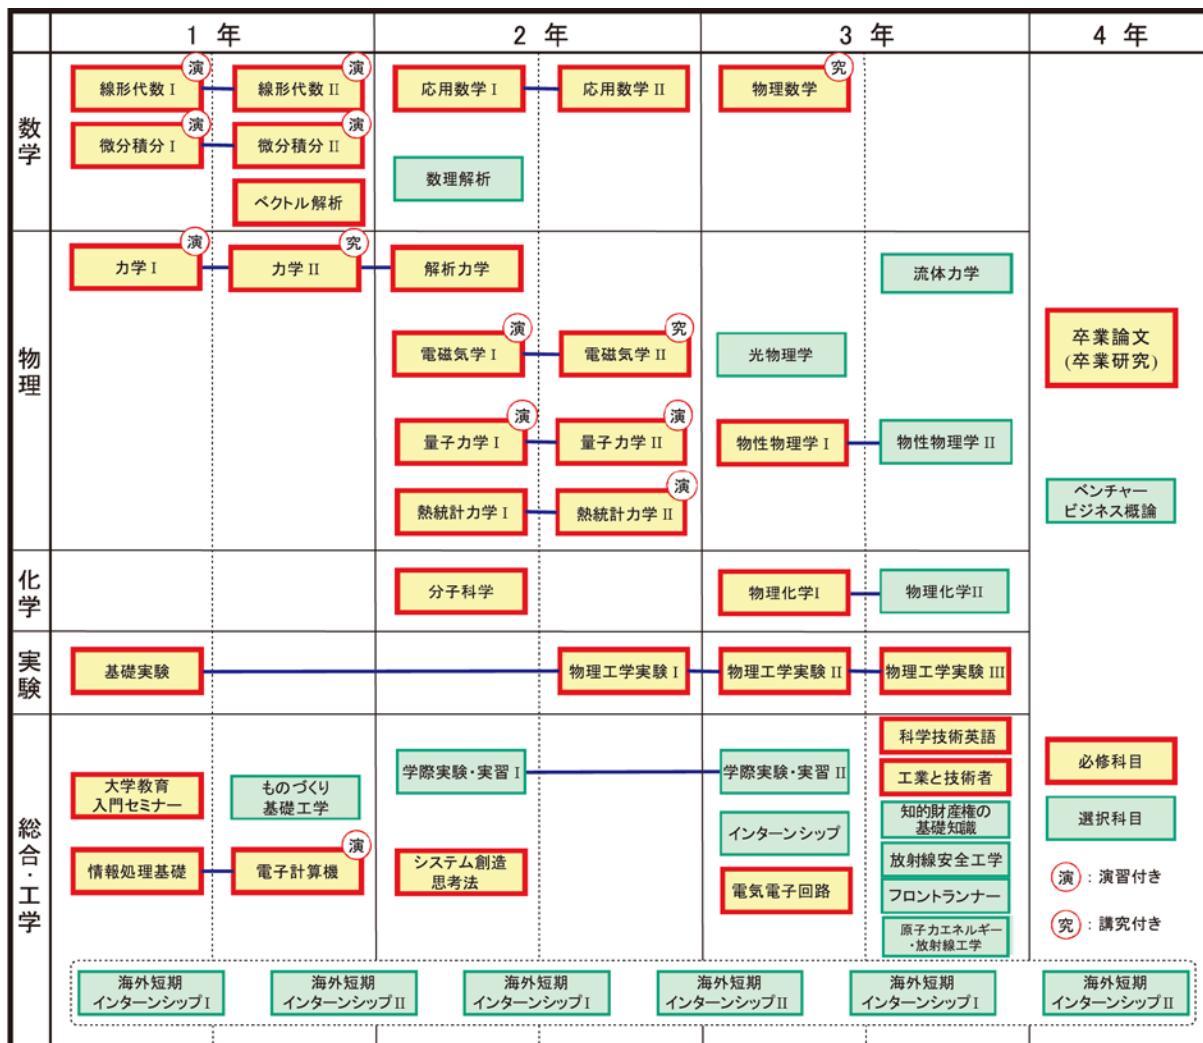 1 年
2 年
3 年
4 年
数学
線形代数 I
演
線形代数 II
演
応用数学 I
応用数学 II
物理数学
究
微分積分 I
演
微分積分 II
演
数理解析
ベクトル解析
物理
力学 I
演
力学 II
究
解析力学
流体力学
電磁気学 I
演
電磁気学 II
究
光物理学
量子力学 I
演
量子力学 II
演
物性物理学 I
物性物理学 II
熱統計力学 I
熱統計力学 II
演
卒業論文
(卒業研究)
ベンチャー
ビジネス概論
化学
分子科学
物理化学I
物理化学II
実験
基礎実験
物理工学実験 I
物理工学実験 II
物理工学実験 III
総合・工学
大学教育
入門セミナー
ものづくり
基礎工学
学際実験・実習 I
学際実験・実習 II
科学技術英語
工業と技術者
知的財産権の
基礎知識
インターンシップ
放射線安全工学
フロントランナー
原子力エネルギー
・放射線工学
情報処理基礎
電子計算機
演
システム創造
思考法
電気電子回路
必修科目
選択科目
演 : 演習付き
究 : 講究付き
海外短期
インターンシップ I
海外短期
インターンシップ II
海外短期
インターンシップ I
海外短期
インターンシップ II
海外短期
インターンシップ I
海外短期
インターンシップ II